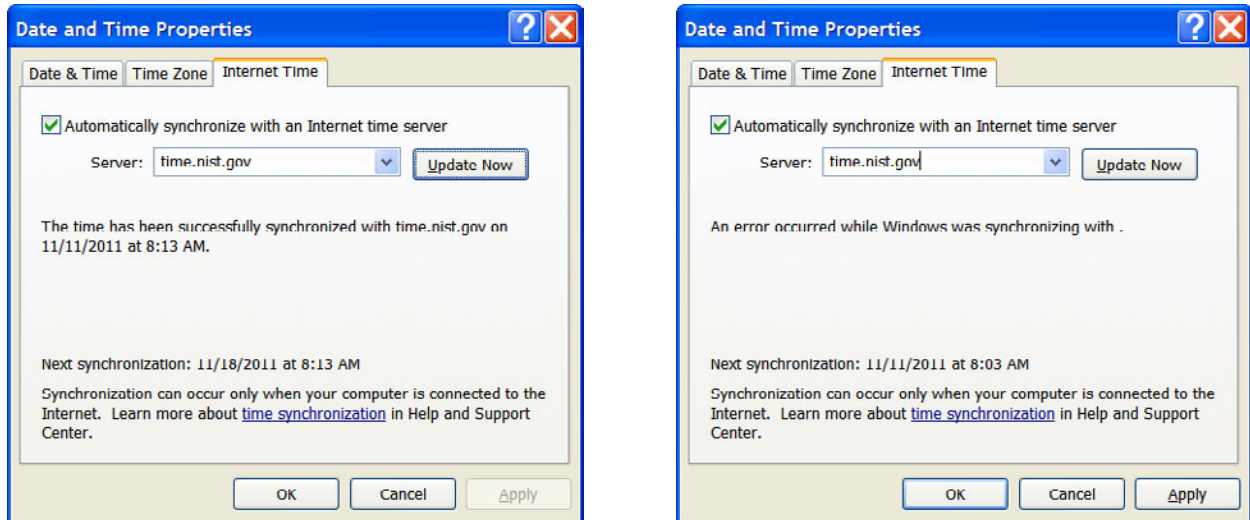 Date and Time Properties
?
Date & Time
Time Zone
Internet Time
Automatically synchronize with an Internet time server
Server:
time.nist.gov
Update Now
The time has been successfully synchronized with time.nist.gov on
11/11/2011 at 8:13 AM.
Next synchronization: 11/18/2011 at 8:13 AM
Synchronization can occur only when your computer is connected to the
Internet. Learn more about time synchronization in Help and Support
Center.
OK
Cancel
Apply
Date and Time Properties
?
Date & Time
Time Zone
Internet Time
Automatically synchronize with an Internet time server
Server:
time.nist.gov
Update Now
An error occurred while Windows was synchronizing with .
Next synchronization: 11/11/2011 at 8:03 AM
Synchronization can occur only when your computer is connected to the
Internet. Learn more about time synchronization in Help and Support
Center.
OK
Cancel
Apply